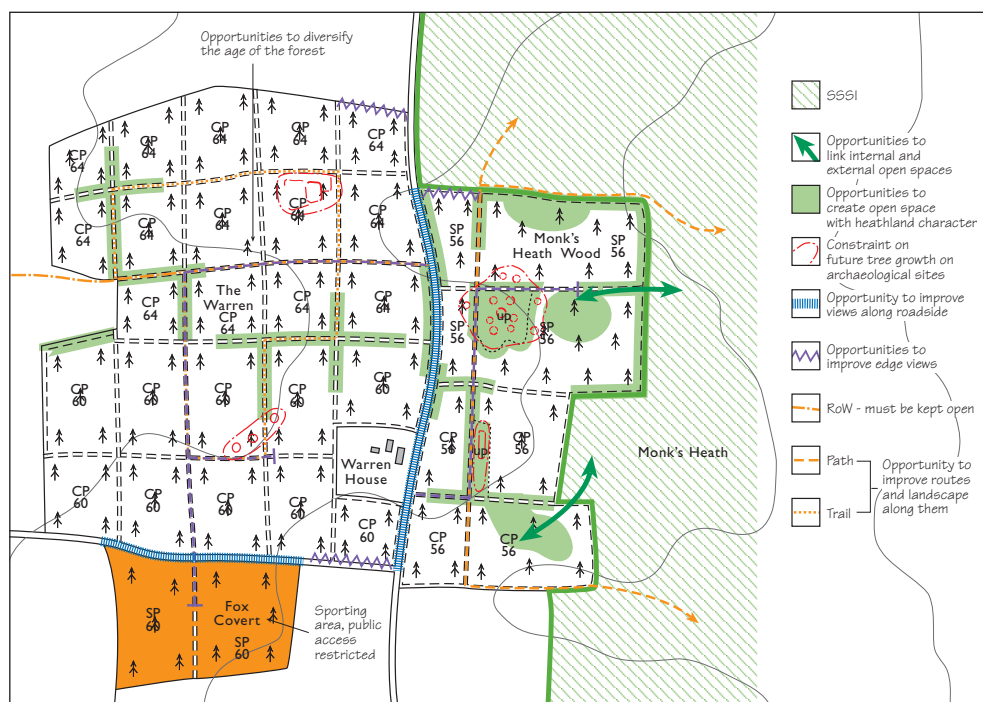 Opportunities to diversify
the age of the forest
CP
64
CP
64
CP
64
CP
64
CP
64
CP
64
CP
64
CP
64
CP
64
CP
64
The
Warren
CP
64
CP
64
CP
64
CP
60
CP
60
CP
60
CP
60
CP
60
CP
60
CP
60
CP
60
CP
60
CP
60
Warren
House
SP
60
Fox
Covert
SP
60
Sporting
area, public
access
restricted
SP
56
Monk's
Heath Wood
SP
56
up
SP
56
SP
56
CP
56
up
CP
56
CP
56
CP
56
Monk's Heath
SSSI
Opportunities to
link internal and
external open spaces
Opportunities to
create open space
with heathland character
Constraint on
future tree growth on
archaeological sites
Opportunity to improve
views along roadside
Opportunities to
improve edge views
RoW - must be kept open
Path
Trail
Opportunity to
improve routes
and landscape
along them